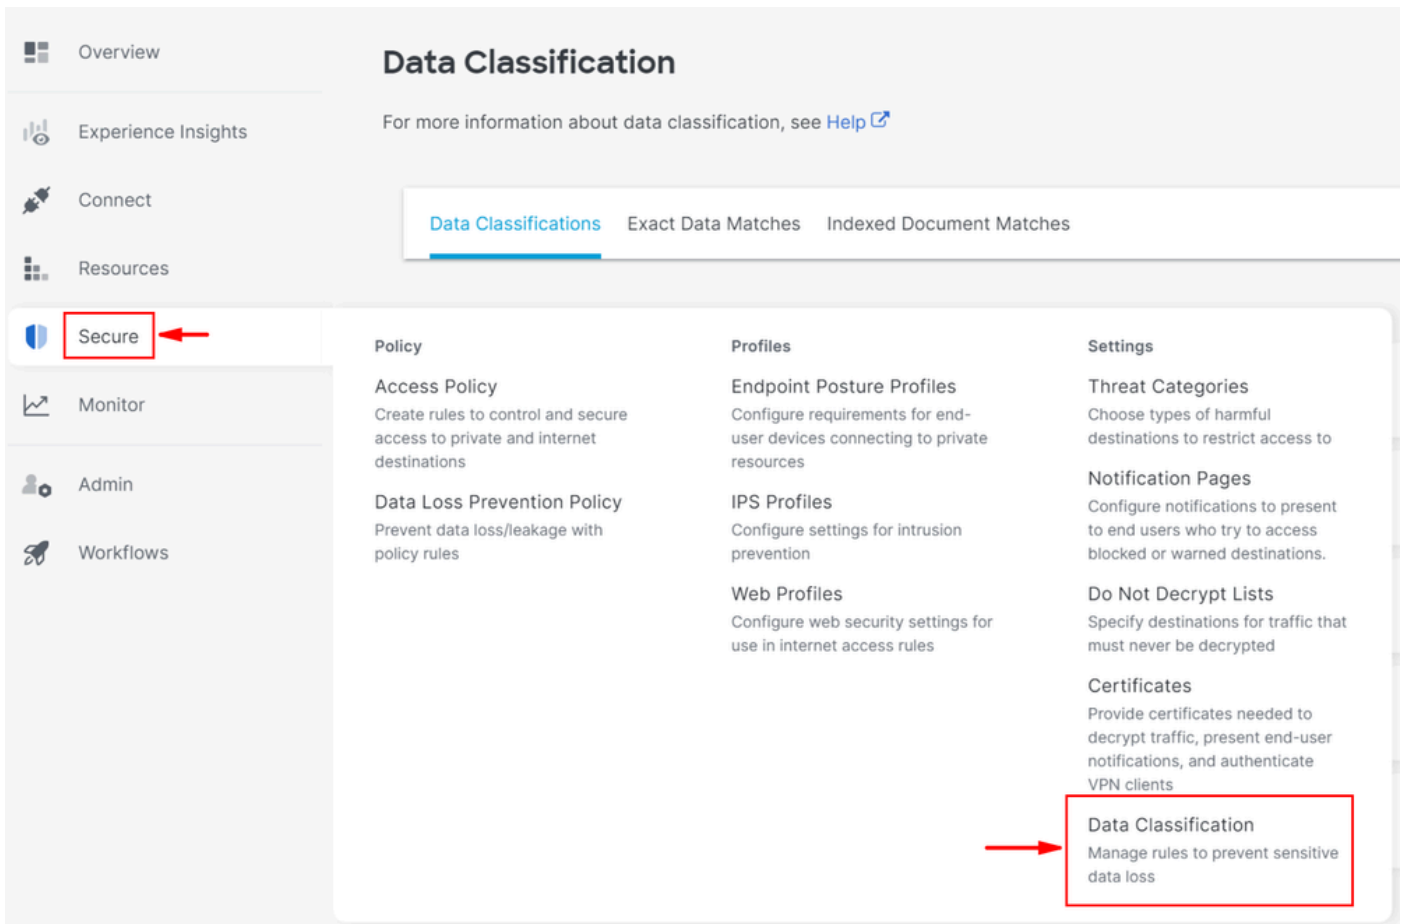 Overview
Experience Insights
Connect
Resources
Secure
Monitor
Admin
Workflows
Data Classification
For more information about data classification, see Help
Data Classifications Exact Data Matches Indexed Document Matches
Policy
Access Policy
Create rules to control and secure
access to private and internet
destinations
Data Loss Prevention Policy
Prevent data loss/leakage with
policy rules
Profiles
Endpoint Posture Profiles
Configure requirements for end-
user devices connecting to private
resources
IPS Profiles
Configure settings for intrusion
prevention
Web Profiles
Configure web security settings for
use in internet access rules
Settings
Threat Categories
Choose types of harmful
destinations to restrict access to
Notification Pages
Configure notifications to present
to end users who try to access
blocked or warned destinations.
Do Not Decrypt Lists
Specify destinations for traffic that
must never be decrypted
Certificates
Provide certificates needed to
decrypt traffic, present end-user
notifications, and authenticate
VPN clients
Data Classification
Manage rules to prevent sensitive
data loss